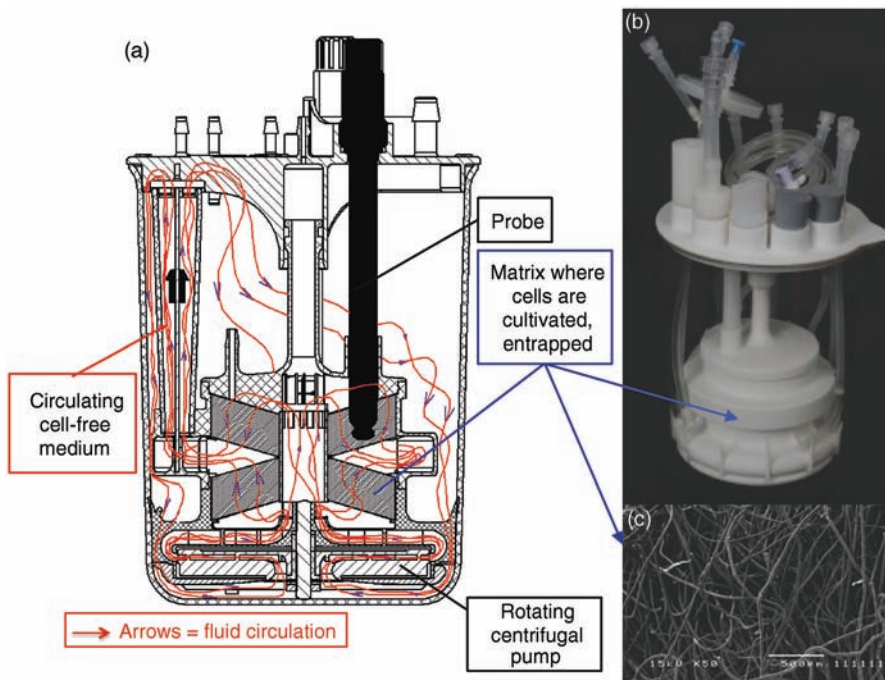 (a)
Probe
Matrix where
cells are
cultivated,
entrapped
Circulating
cell-free
medium
Rotating
centrifugal
pump
Arrows = fluid circulation
(b)
(c)
15kV X50 500µm 111111